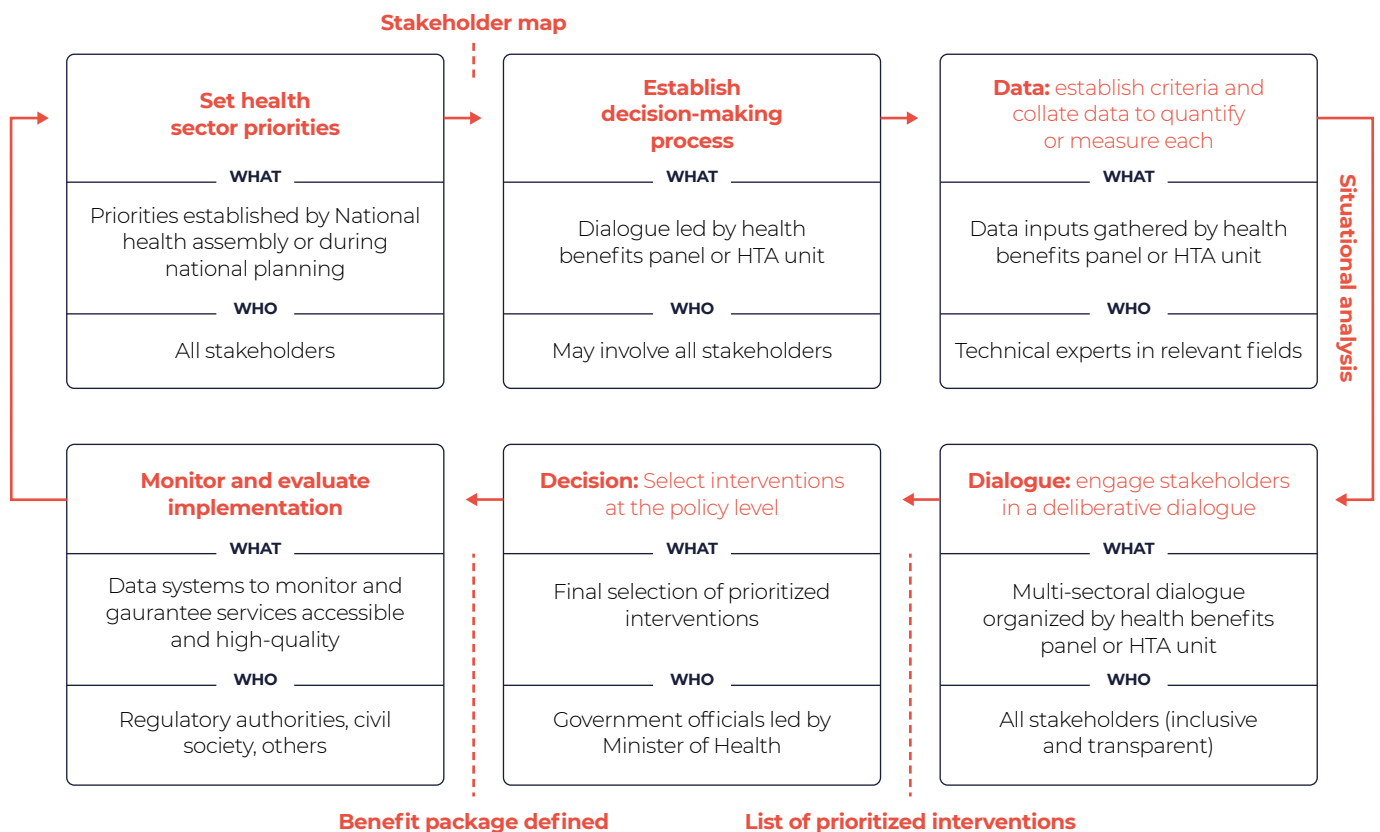 Stakeholder map
Set health
sector priorities
WHAT
Priorities established by National
health assembly or during
national planning
WHO
All stakeholders
Establish
decision-making
process
WHAT
Dialogue led by health
benefits panel or HTA unit
WHO
May involve all stakeholders
Data: establish criteria and
collate data to quantify
or measure each
WHAT
Data inputs gathered by health
benefits panel or HTA unit
WHO
Technical experts in relevant fields
Situational analysis
Dialogue: engage stakeholders
in a deliberative dialogue
WHAT
Multi-sectoral dialogue
organized by health benefits
panel or HTA unit
WHO
All stakeholders (inclusive
and transparent)
List of prioritized interventions
Decision: Select interventions
at the policy level
WHAT
Final selection of prioritized
interventions
WHO
Government officials led by
Minister of Health
Benefit package defined
Monitor and evaluate
implementation
WHAT
Data systems to monitor and
gaurantee services accessible
and high-quality
WHO
Regulatory authorities, civil
society, others